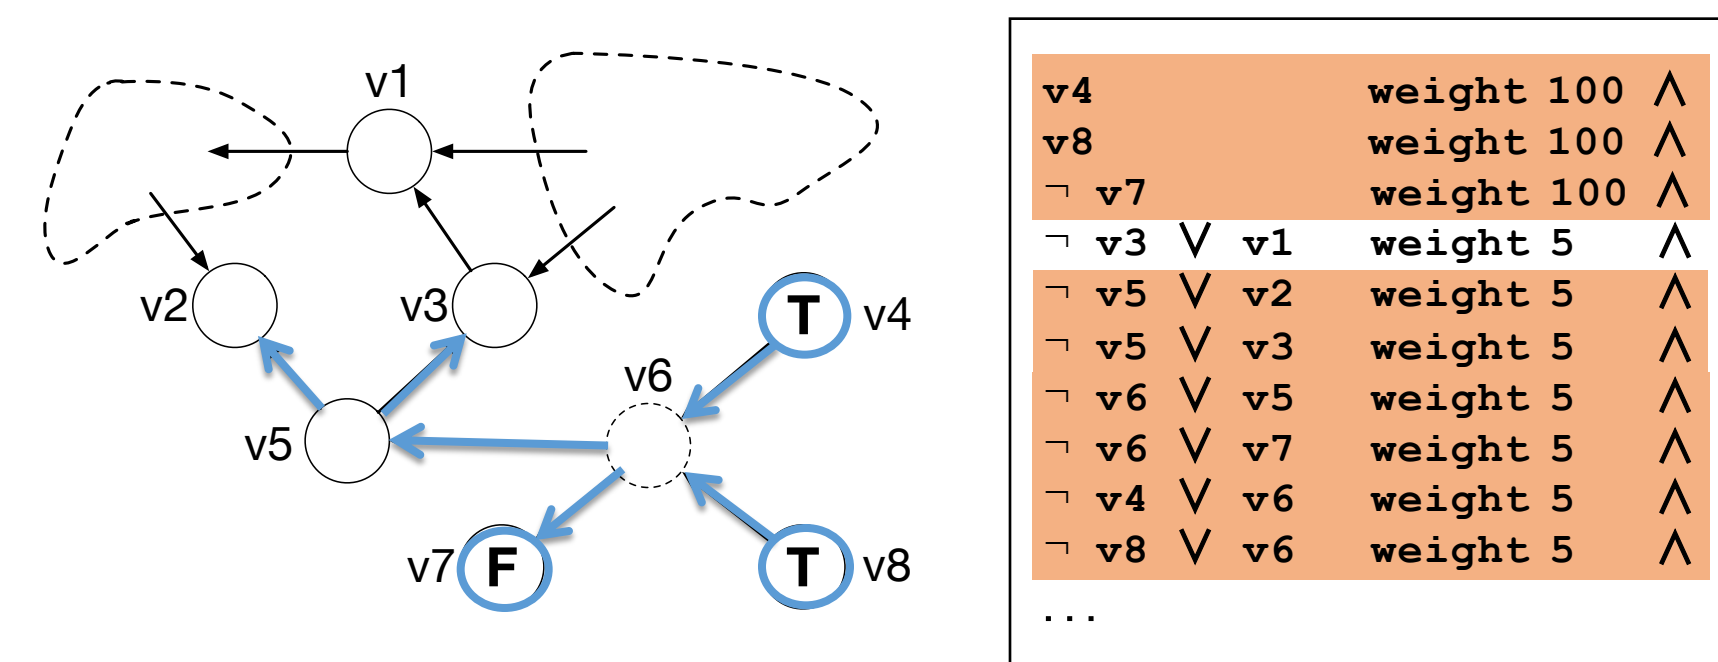 v1
v2
v3
T v4
v6
v5
v7 F
T v8
v4 weight 100 ∧
v8 weight 100 ∧
¬ v7 weight 100 ∧
¬ v3 ∨ v1 weight 5 ∧
¬ v5 ∨ v2 weight 5 ∧
¬ v5 ∨ v3 weight 5 ∧
¬ v6 ∨ v5 weight 5 ∧
¬ v6 ∨ v7 weight 5 ∧
¬ v4 ∨ v6 weight 5 ∧
¬ v8 ∨ v6 weight 5 ∧
...